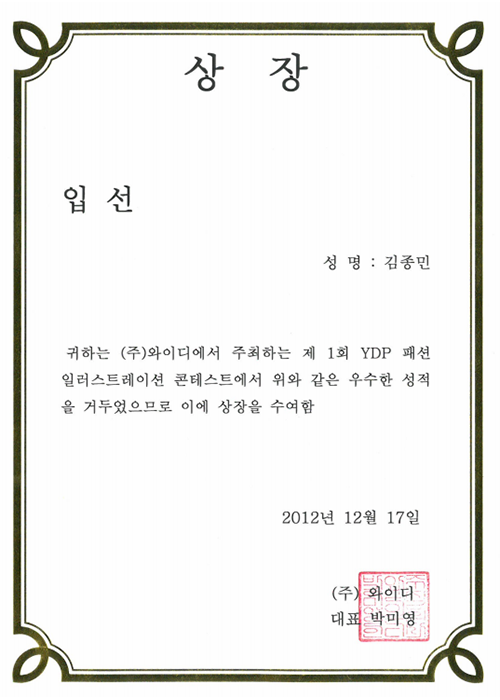 상 장
입 선
성 명 : 김종민
귀하는 (주)와이디에서 주최하는 제 1회 YDP 패션
일러스트레이션 콘테스트에서 위와 같은 우수한 성적
을 거두었으므로 이에 상장을 수여함
2012년 12월 17일
(주) 와이디
대표 박미영